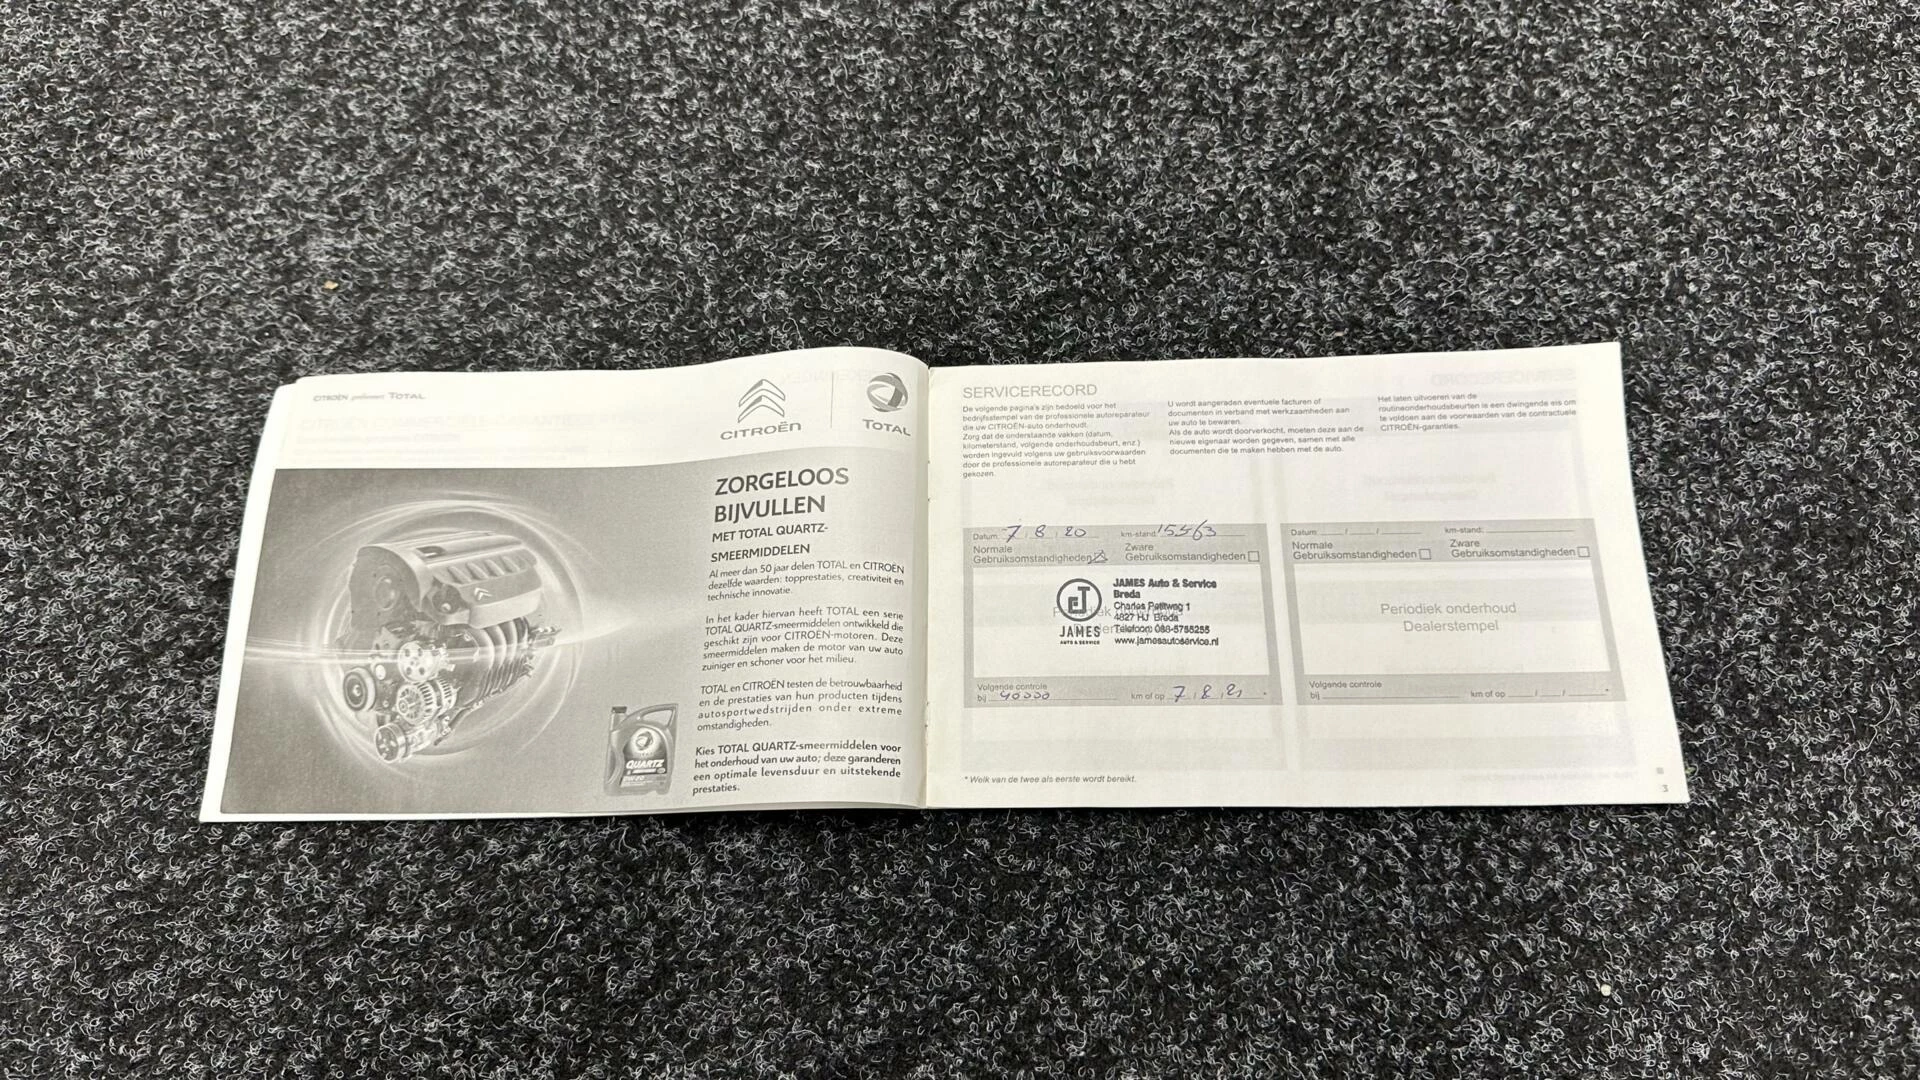 CITROËN préfèreert TOTAL
CITROËN
TOTAL
ZORGELOOS
BIJVULLEN
MET TOTAL QUARTZ-
SMEERMIDDELEN
Al meer dan 50 jaar delen TOTAL en CITROËN
dezelfde waarden: topprestaties, creativiteit en
technische innovatie.
In het kader hiervan heeft TOTAL een serie
TOTAL QUARTZ-smeermiddelen ontwikkeld die
geschikt zijn voor CITROËN-motoren. Deze
smeermiddelen maken de motor van uw auto
zuiniger en schoner voor het milieu.
TOTAL en CITROËN testen de betrouwbaarheid
en de prestaties van hun producten tijdens
autosportwedstrijden onder extreme
omstandigheden.
Kies TOTAL QUARTZ-smeermiddelen voor
het onderhoud van uw auto; deze garanderen
een optimale levensduur en uitstekende
prestaties.
QUARTZ
SERVICERECORD
De volgende pagina's zijn bedoeld voor het
bedrijfsstempel van de professionele autoreparateur
die uw CITROËN-auto onderhoudt.
Zorg dat de onderstaande vakken (datum,
kilometerstand, volgende onderhoudsbeurt, enz.)
worden ingevuld volgens uw gebruiksvoorwaarden
door de professionele autoreparateur die u hebt
gekozen.
U wordt aangeraden eventuele facturen of
documenten in verband met werkzaamheden aan
uw auto te bewaren.
Als de auto wordt doorverkocht, moeten deze aan de
nieuwe eigenaar worden gegeven, samen met alle
documenten die te maken hebben met de auto.
Het laten uitvoeren van de
routineonderhoudsbeurten is een dwingende eis om
te voldoen aan de voorwaarden van de contractuele
CITROËN-garanties.
Datum: 7 / 8 / 20 km-stand: 15563
Normale
Gebruiksomstandigheden
Zware
Gebruiksomstandigheden
JAMES
AUTO & SERVICE
JAMES Auto & Service
Breda
Charles Petitweg 1
4827 HJ Breda
Telefoon: 088-5755255
www.jamesautoservice.nl
Volgende controle
bij 40000 km of op 7 / 8 / 21 *
Datum: / / km-stand:
Normale
Gebruiksomstandigheden
Zware
Gebruiksomstandigheden
Periodiek onderhoud
Dealerstempel
Volgende controle
bij km of op / / *
* Welk van de twee als eerste wordt bereikt.
3